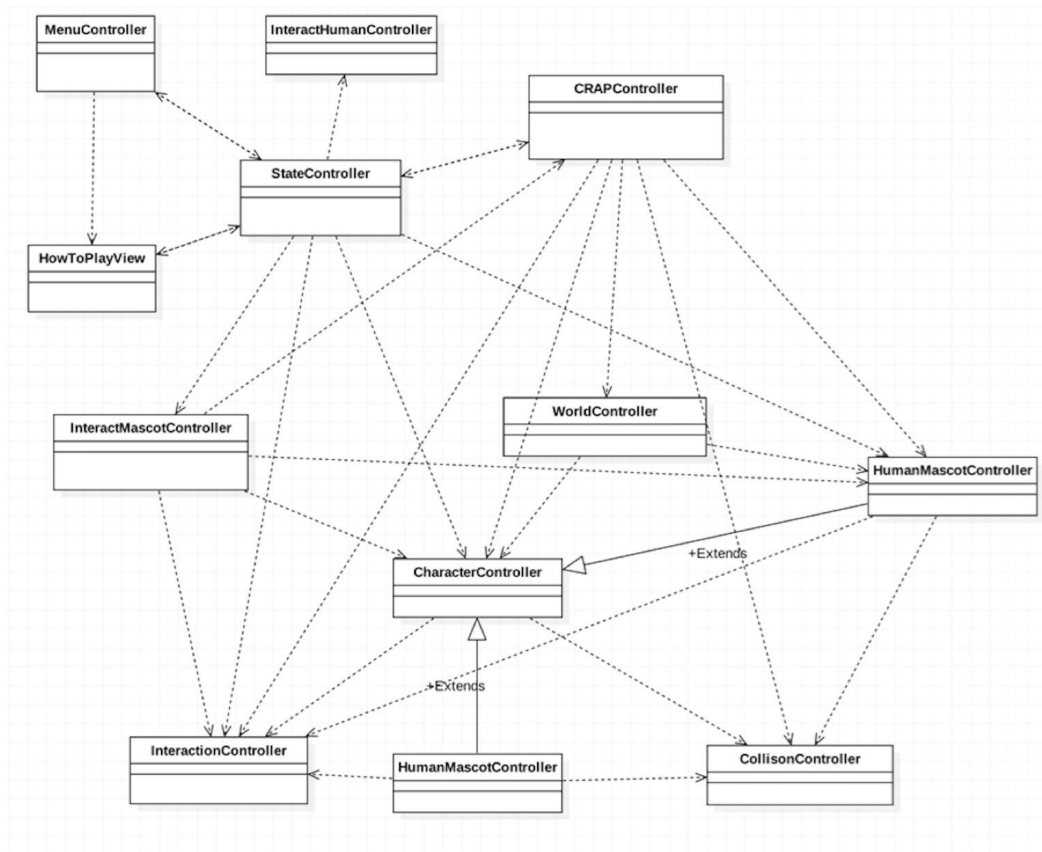 MenuController
InteractHumanController
CRAPController
StateController
HowToPlayView
InteractMascotController
WorldController
HumanMascotController
+Extends
CharacterController
+Extends
InteractionController
HumanMascotController
CollisonController